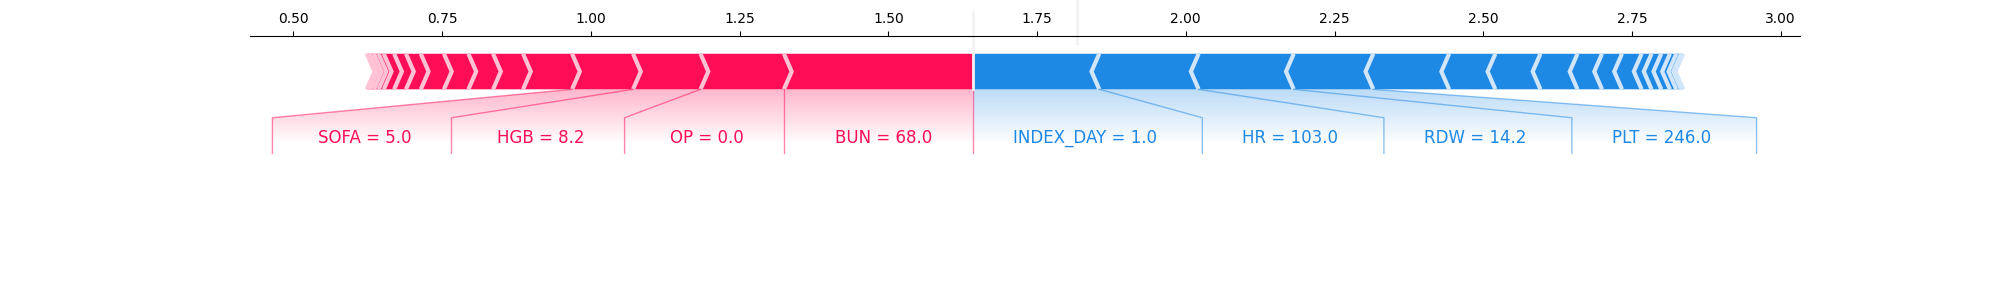 0.50 0.75 1.00 1.25 1.50 1.75 2.00 2.25 2.50 2.75 3.00
SOFA = 5.0 HGB = 8.2 OP = 0.0 BUN = 68.0 INDEX_DAY = 1.0 HR = 103.0 RDW = 14.2 PLT = 246.0